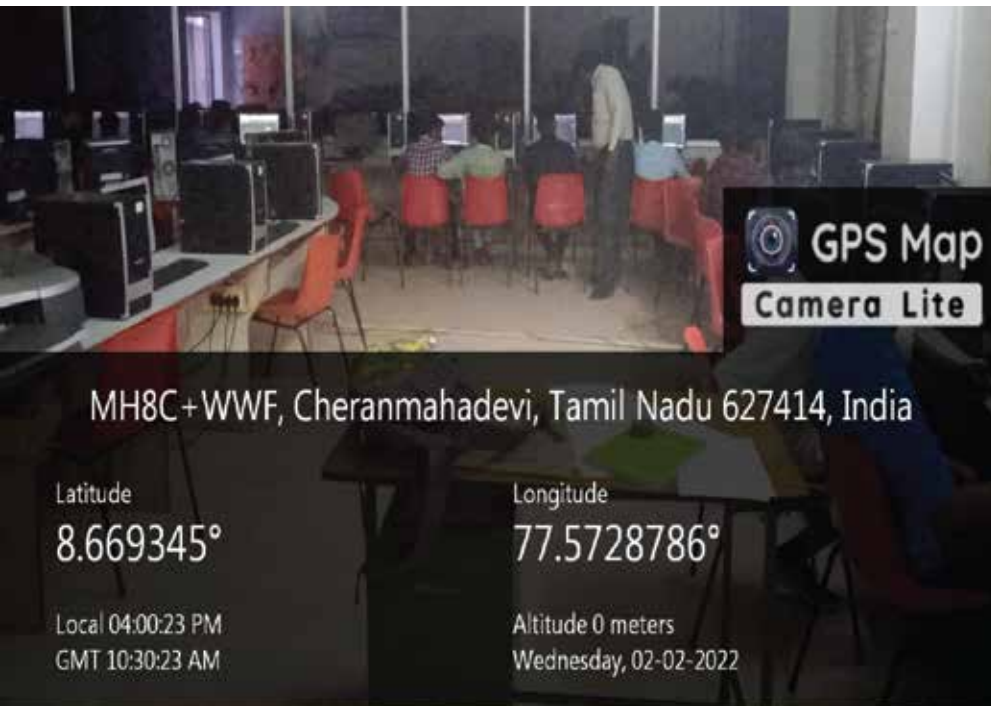 GPS Map
Camera Lite
MH8C+WWF, Cheranmahadevi, Tamil Nadu 627414, India
Latitude
8.669345°
Longitude
77.5728786°
Local 04:00:23 PM
GMT 10:30:23 AM
Altitude 0 meters
Wednesday, 02-02-2022